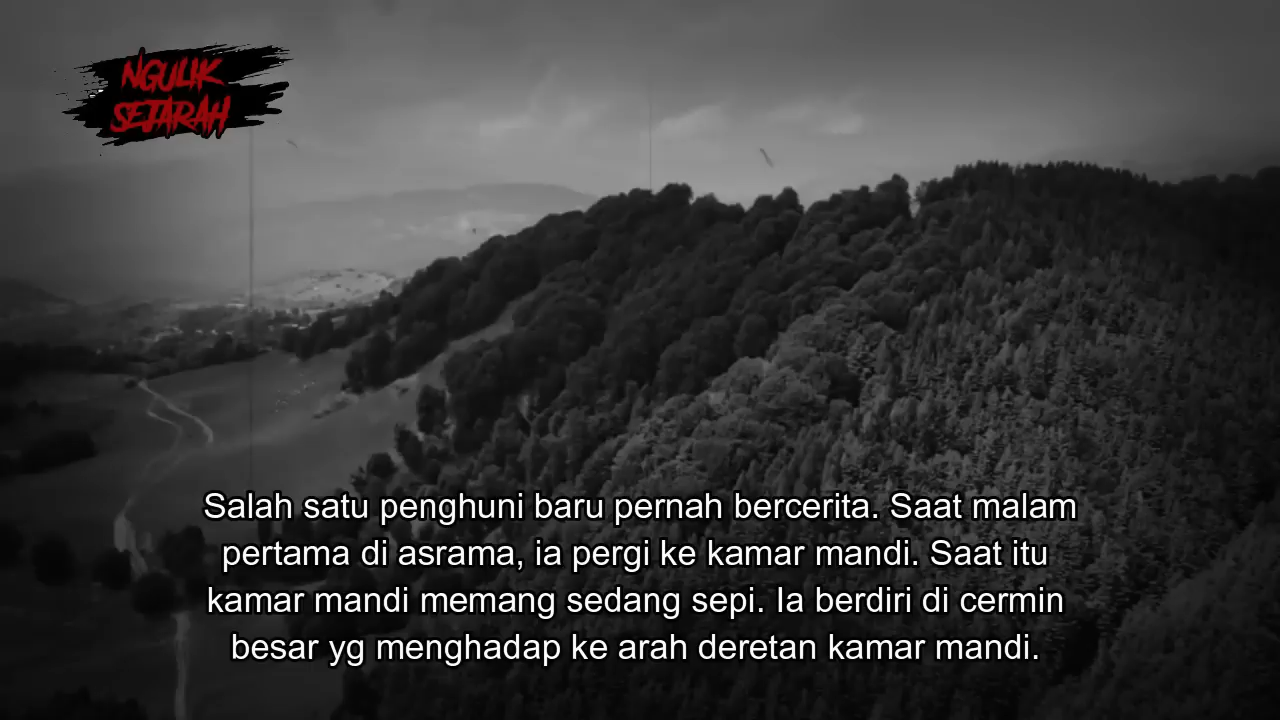 NGULIK
SEJARAH
Salah satu penghuni baru pernah bercerita. Saat malam
pertama di asrama, ia pergi ke kamar mandi. Saat itu
kamar mandi memang sedang sepi. Ia berdiri di cermin
besar yg menghadap ke arah deretan kamar mandi.